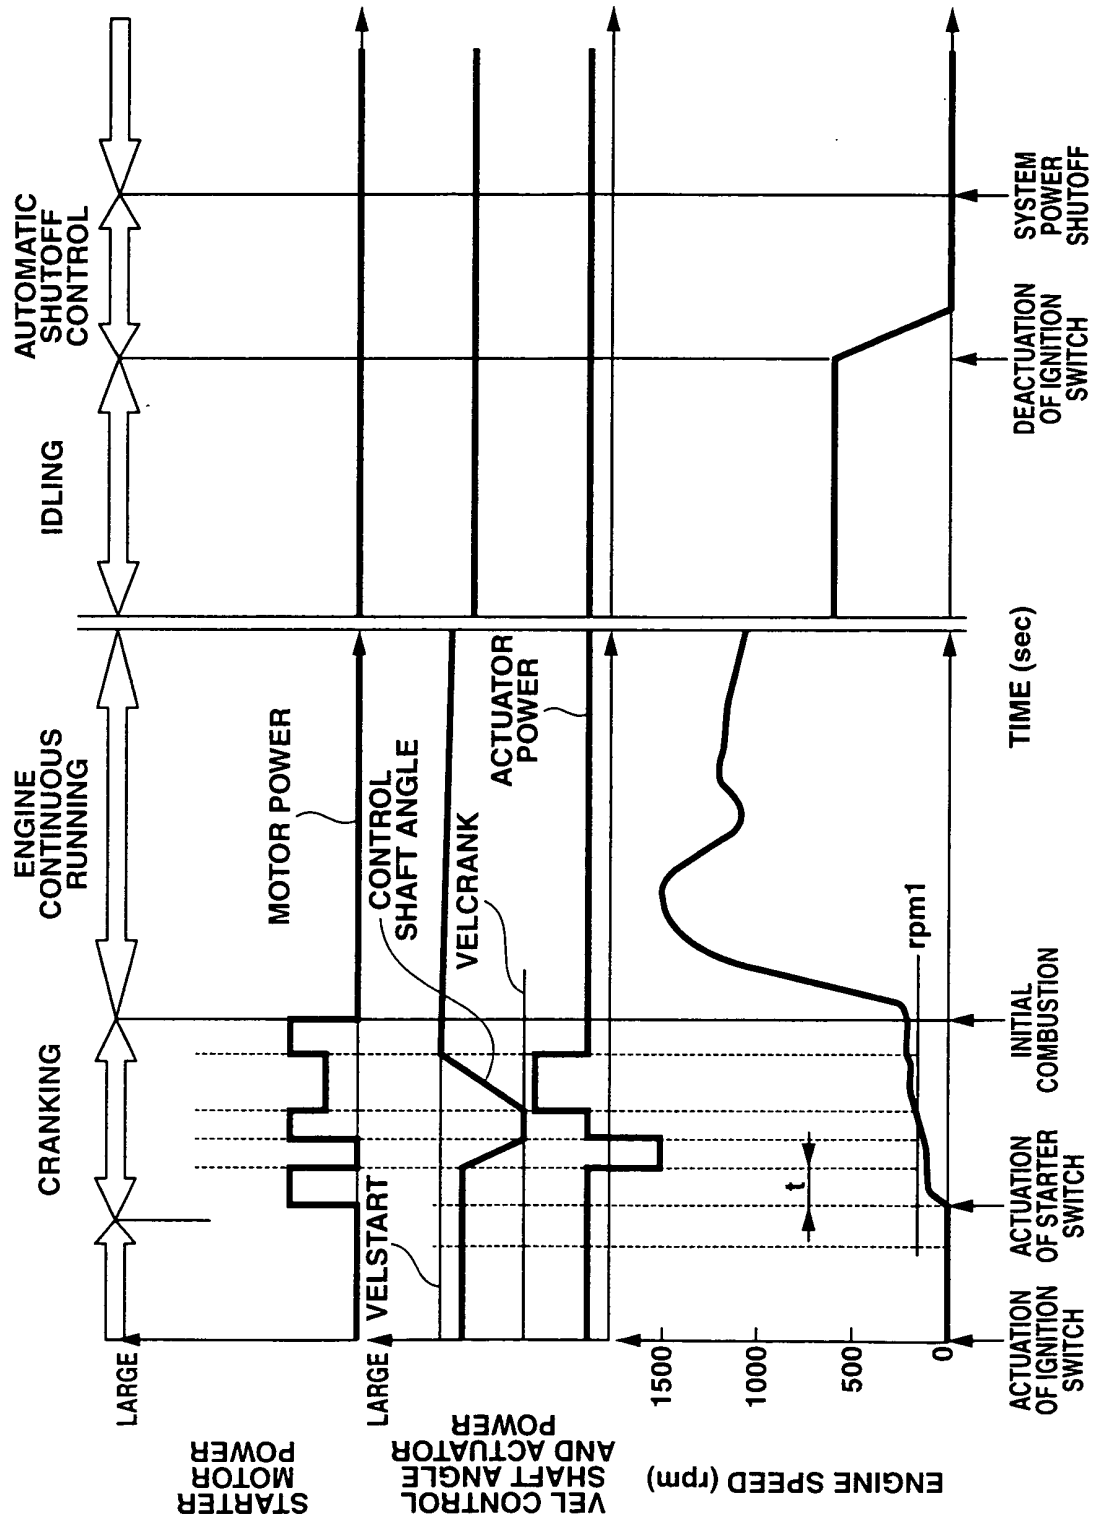 ENGINE
CONTINUOUS
RUNNING
CRANKING
IDLING
AUTOMATIC
SHUTOFF
CONTROL
STARTER
MOTOR
POWER
LARGE
MOTOR POWER
VEL CONTROL
SHAFT ANGLE
AND ACTUATOR
POWER
LARGE
VELSTART
CONTROL
SHAFT ANGLE
VELCRANK
ACTUATOR
POWER
ENGINE SPEED (rpm)
1500
1000
500
0
t
rpm1
ACTUATION
OF IGNITION
SWITCH
ACTUATION
OF STARTER
SWITCH
INITIAL
COMBUSTION
TIME (sec)
DEACTUATION
OF IGNITION
SWITCH
SYSTEM
POWER
SHUTOFF